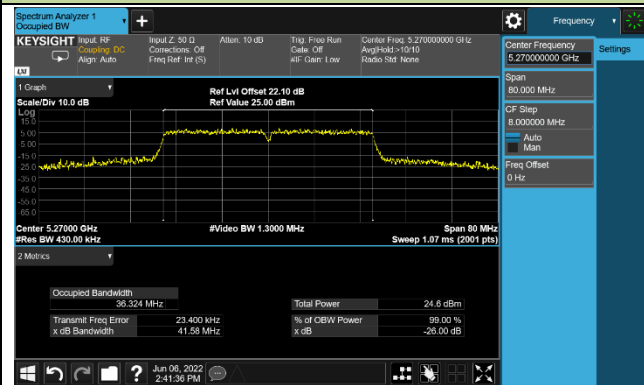 Spectrum Analyzer 1
Occupied BW
Frequency
KEYSIGHT
Input: RF
Coupling: DC
Align: Auto
Input Z: 50 Ω
Corrections: Off
Freq Ref: Int (S)
Atten: 10 dB
Trig: Free Run
Gate: Off
#IF Gain: Low
Center Freq: 5.270000000 GHz
Avg|Hold:>10/10
Radio Std: None
LXI
Center Frequency
5.270000000 GHz
Settings
Span
80.000 MHz
CF Step
8.000000 MHz
Auto
Man
Freq Offset
0 Hz
1 Graph
Scale/Div 10.0 dB
Ref Lvl Offset 22.10 dB
Ref Value 25.00 dBm
Log
15.0
5.00
-5.00
-15.0
-25.0
-35.0
-45.0
-55.0
-65.0
Center 5.27000 GHz
#Video BW 1.3000 MHz
Span 80 MHz
#Res BW 430.00 kHz
Sweep 1.07 ms (2001 pts)
2 Metrics
Occupied Bandwidth
36.324 MHz
Total Power 24.6 dBm
Transmit Freq Error 23.400 kHz
% of OBW Power 99.00 %
x dB Bandwidth 41.58 MHz
x dB -26.00 dB
Jun 06, 2022
2:41:36 PM